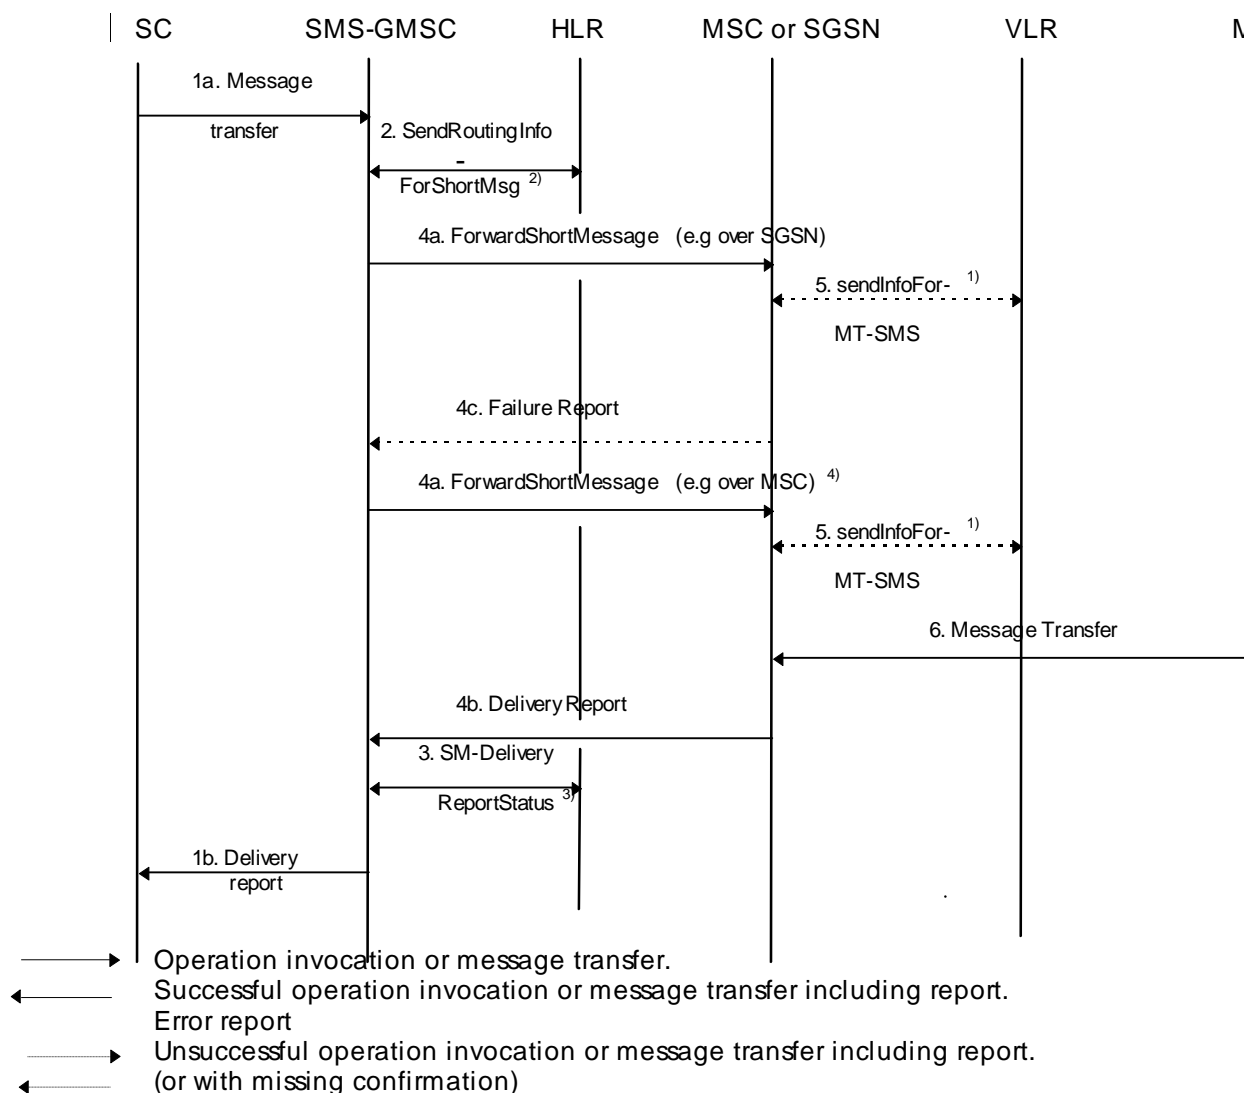 SC SMS-GMSC HLR MSC or SGSN VLR M
1a. Message
transfer
2. SendRoutingInfo
-
ForShortMsg 2)
4a. ForwardShortMessage (e.g over SGSN)
5. sendInfoFor- 1)
MT-SMS
4c. Failure Report
4a. ForwardShortMessage (e.g over MSC) 4)
5. sendInfoFor- 1)
MT-SMS
6. Message Transfer
4b. Delivery Report
3. SM-Delivery
ReportStatus 3)
1b. Delivery
report
Operation invocation or message transfer.
Successful operation invocation or message transfer including report.
Error report
Unsuccessful operation invocation or message transfer including report.
(or with missing confirmation)